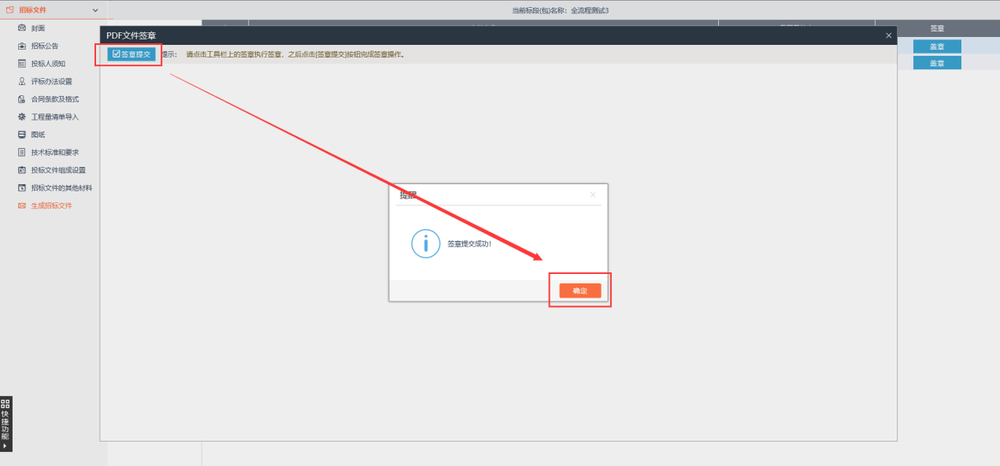 招标文件
当前标段(包)名称: 全流程测试3
封面
签章
PDF文件签章
招标公告
盖章
签章提交
提示: 请点击工具栏上的签章执行签章，之后点击[签章提交]按钮完成签章操作。
投标人须知
盖章
评标办法设置
合同条款及格式
工程量清单导入
图纸
技术标准和要求
投标文件组成设置
招标文件的其他材料
生成招标文件
提醒
签章提交成功!
确定
快捷功能